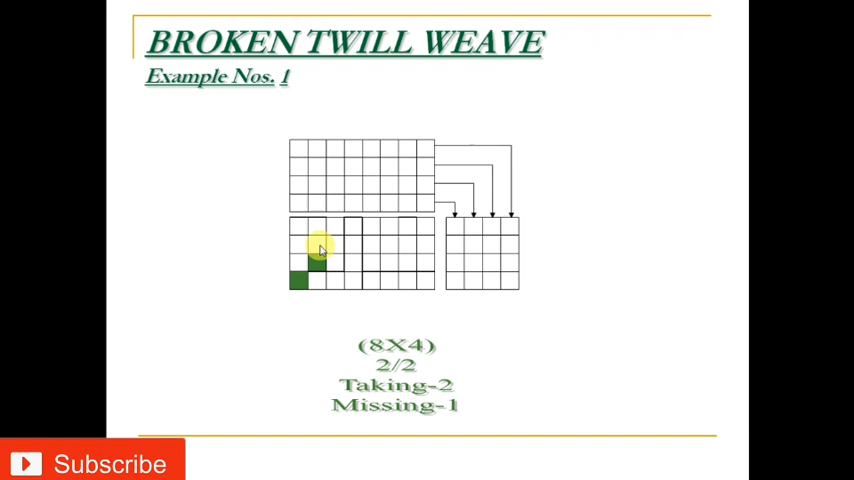 BROKEN TWILL WEAVE
Example Nos. 1
(8X4)
2/2
Taking-2
Missing-1
Subscribe